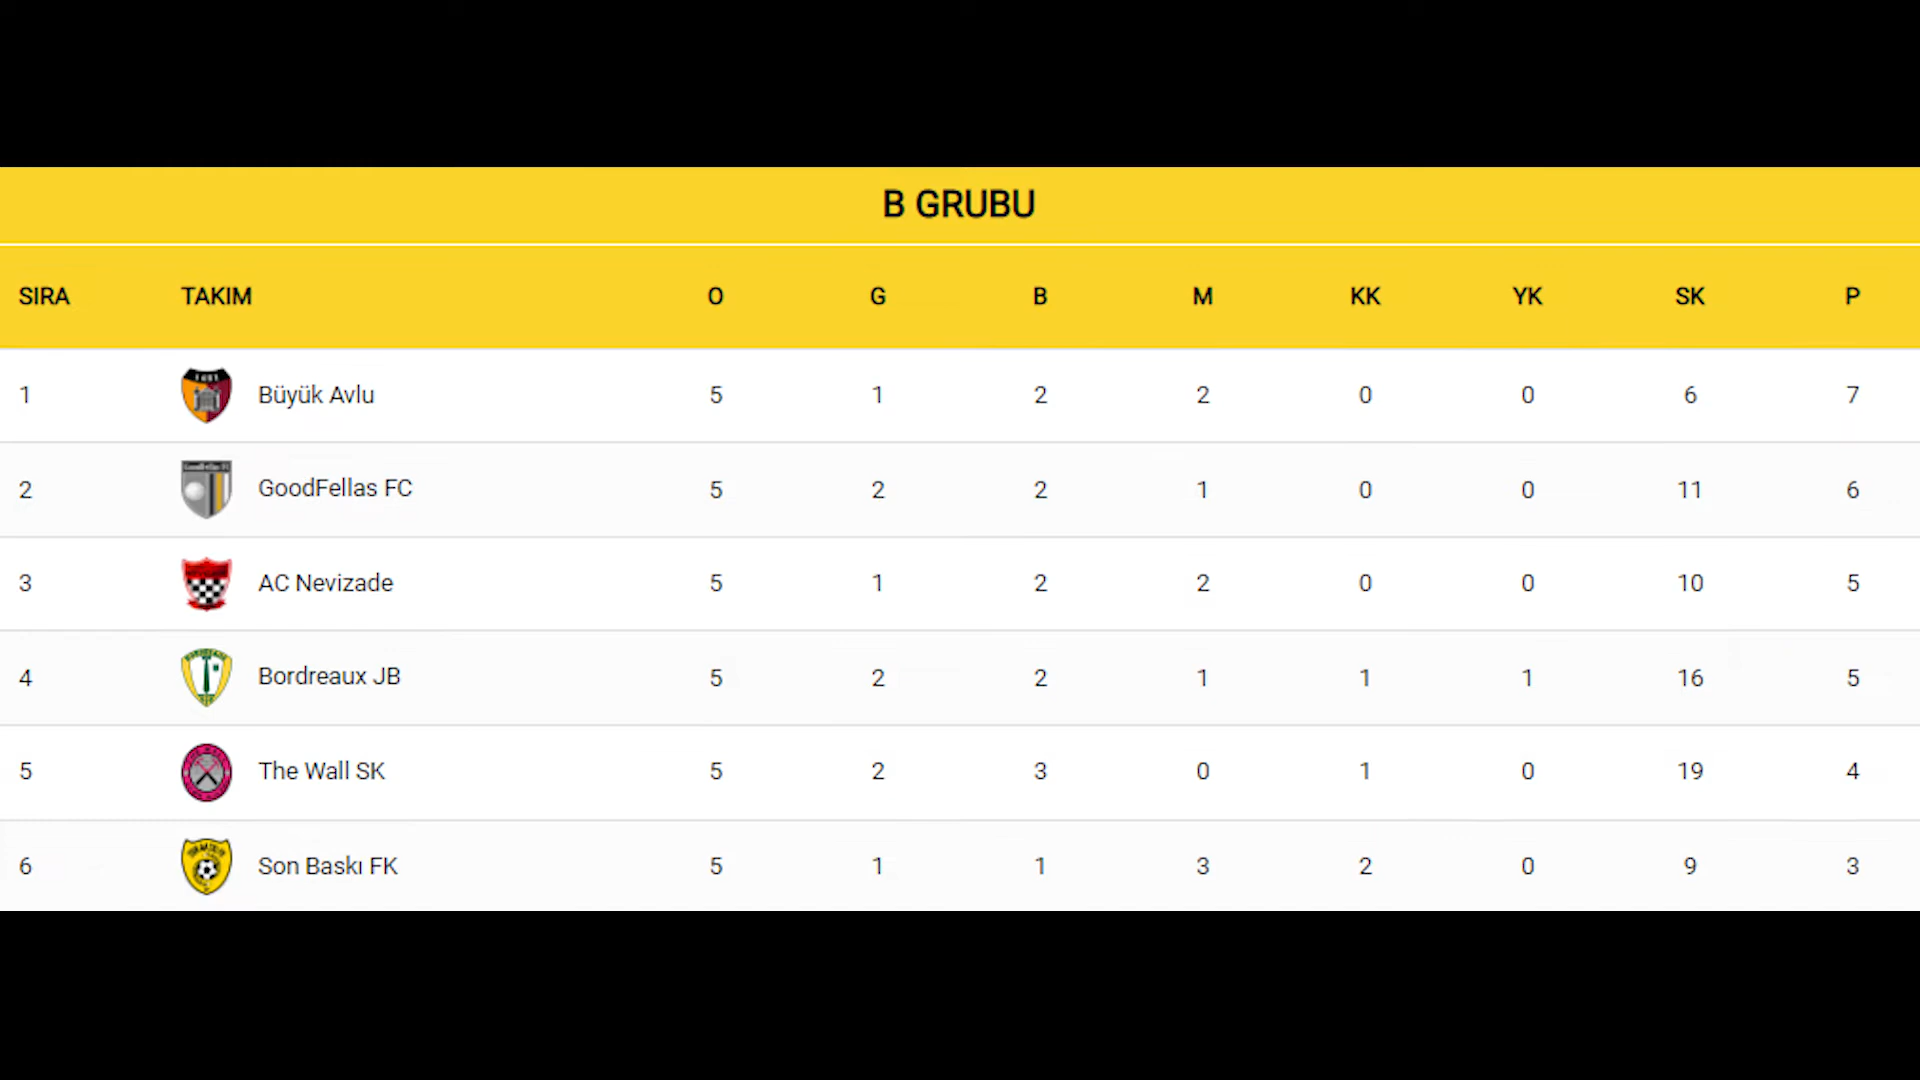 B GRUBU
SIRA TAKIM O G B M KK YK SK P
1 Büyük Avlu 5 1 2 2 0 0 6 7
2 GoodFellas FC 5 2 2 1 0 0 11 6
3 AC Nevizade 5 1 2 2 0 0 10 5
4 Bordreaux JB 5 2 2 1 1 1 16 5
5 The Wall SK 5 2 3 0 1 0 19 4
6 Son Baskı FK 5 1 1 3 2 0 9 3